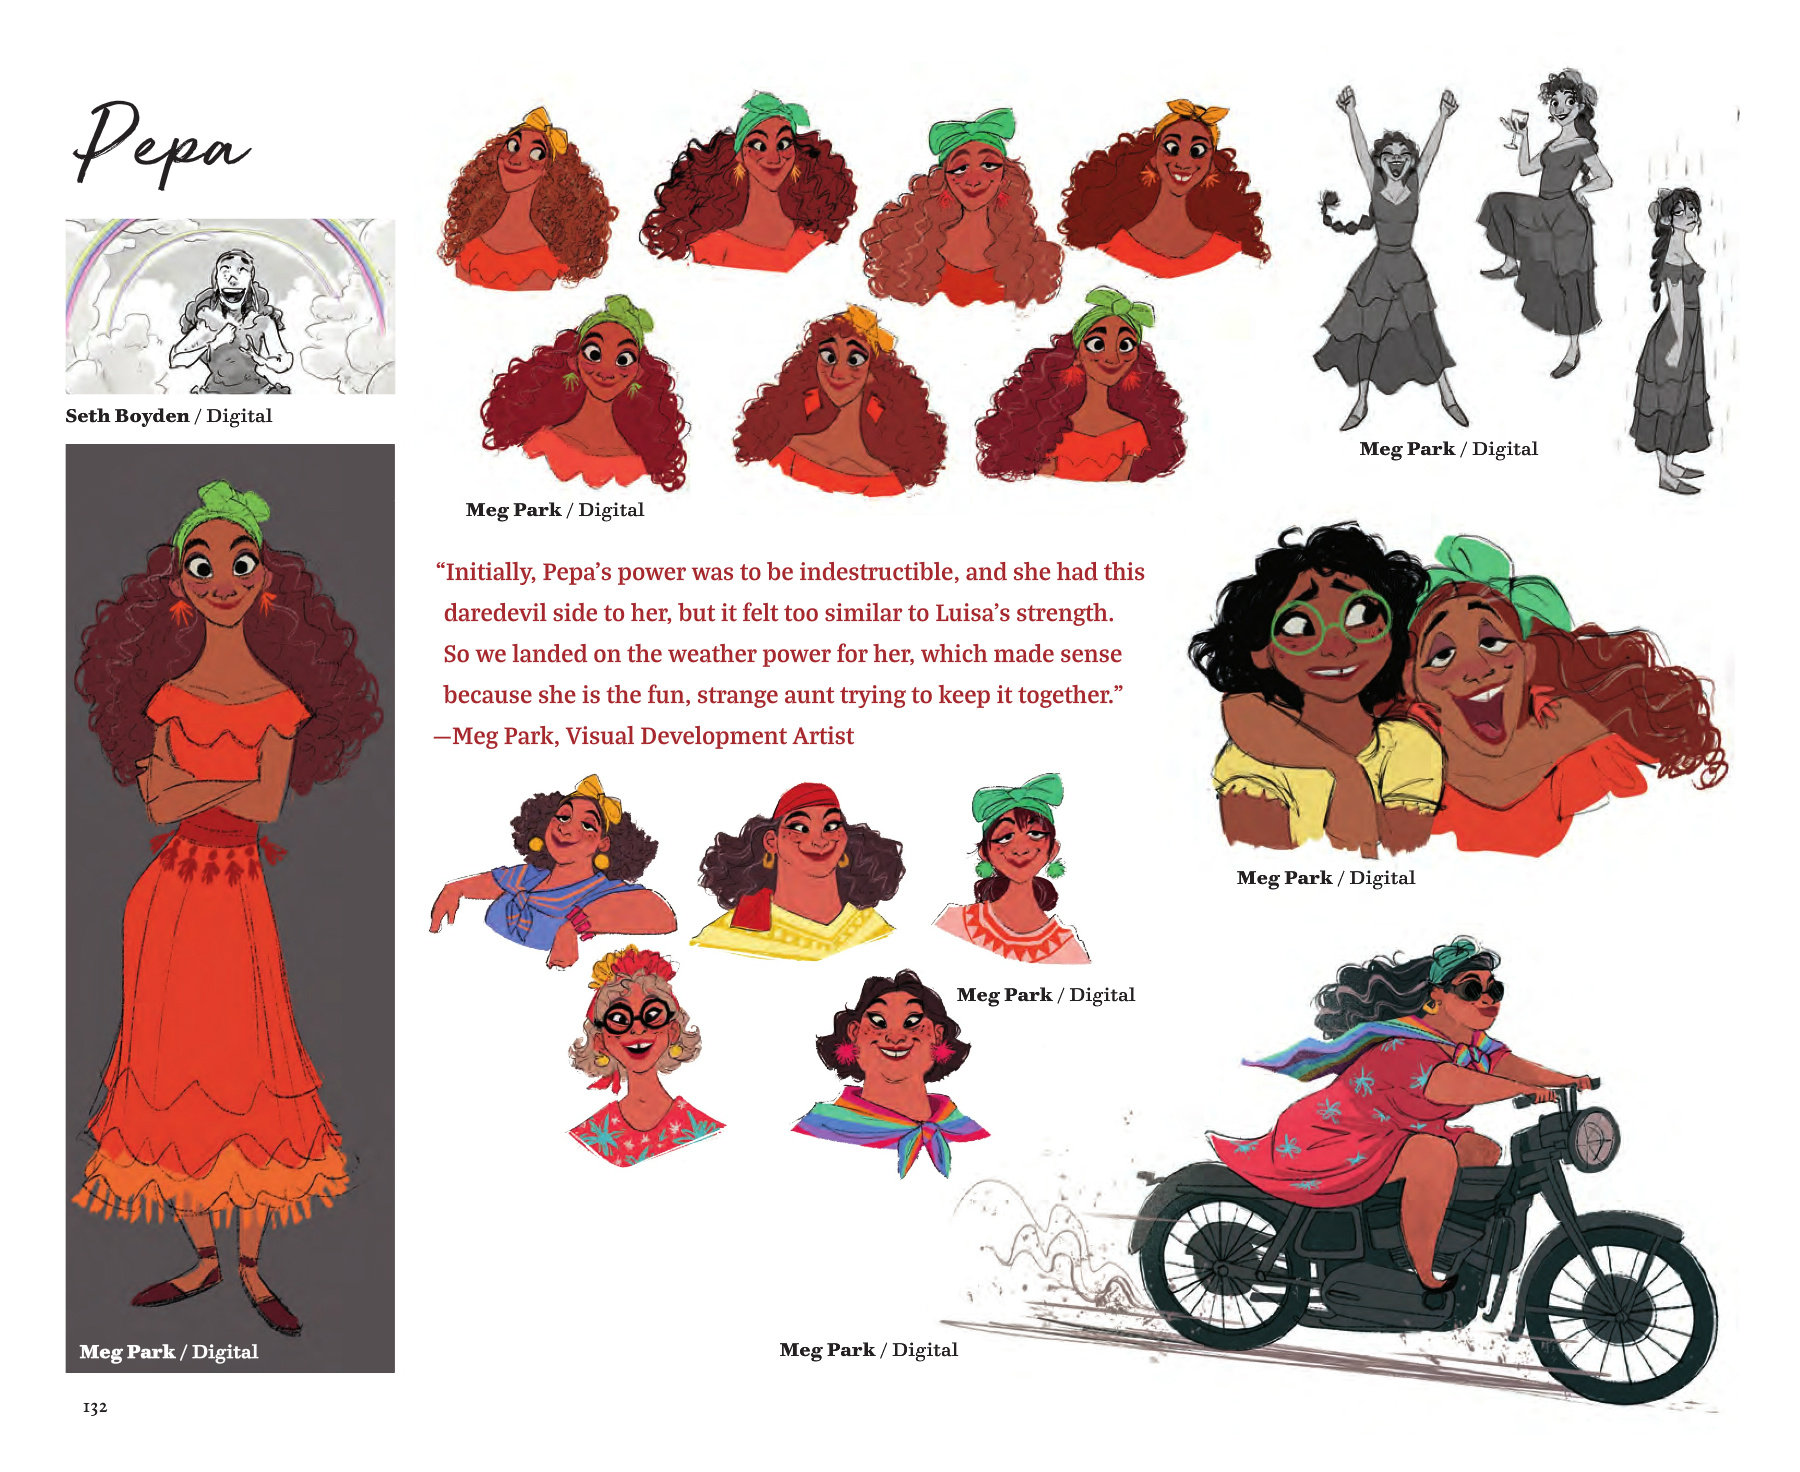 Pepa
Seth Boyden / Digital
Meg Park / Digital
Meg Park / Digital
“Initially, Pepa’s power was to be indestructible, and she had this
daredevil side to her, but it felt too similar to Luisa’s strength.
So we landed on the weather power for her, which made sense
because she is the fun, strange aunt trying to keep it together.”
—Meg Park, Visual Development Artist
Meg Park / Digital
Meg Park / Digital
Meg Park / Digital
Meg Park / Digital
132